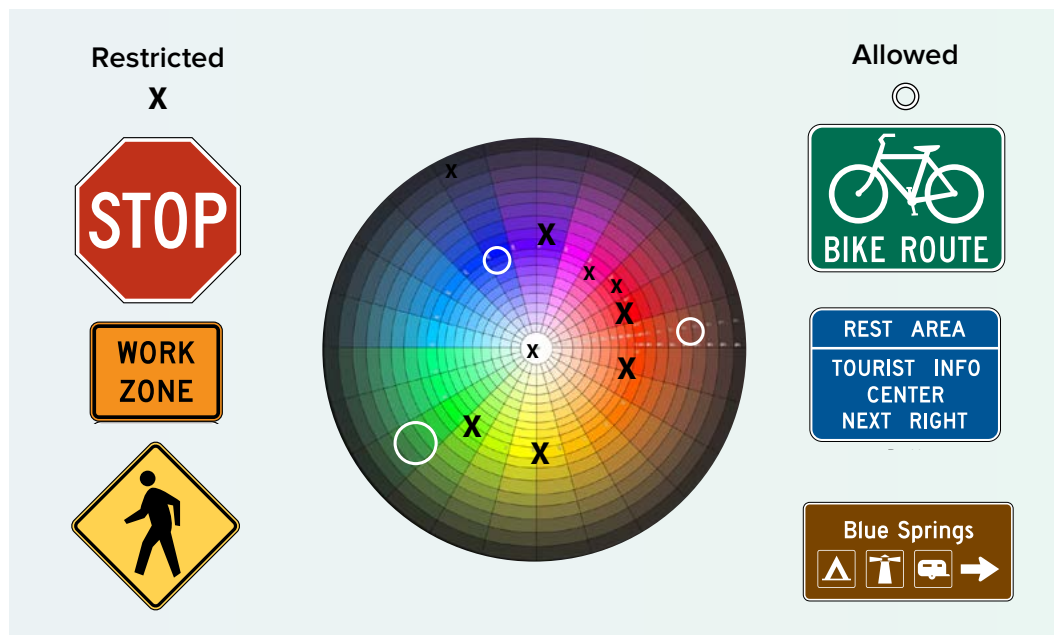 Restricted
X
STOP
WORK
ZONE
X
X
X
X
X
X
X
X
X
Allowed
BIKE ROUTE
REST AREA
TOURIST INFO
CENTER
NEXT RIGHT
Blue Springs